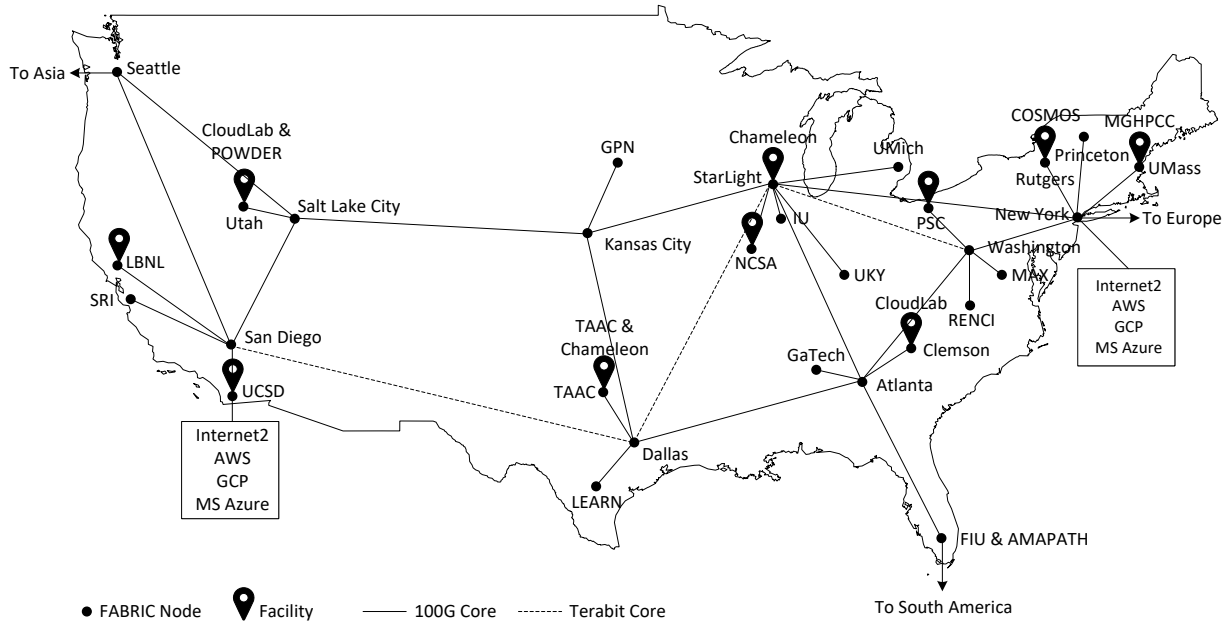 Seattle
To Asia
CloudLab &
POWDER
Utah
Salt Lake City
LBNL
SRI
San Diego
UCSD
Internet2
AWS
GCP
MS Azure
GPN
Kansas City
TAAC &
Chameleon
TAAC
Dallas
LEARN
Chameleon
StarLight
UMich
IU
NCSA
UKY
PSC
COSMOS
Princeton
Rutgers
MGHPCC
UMass
New York
To Europe
Washington
MAX
RENCI
Internet2
AWS
GCP
MS Azure
CloudLab
Clemson
GaTech
Atlanta
FIU & AMAPATH
To South America
FABRIC Node
Facility
100G Core
Terabit Core